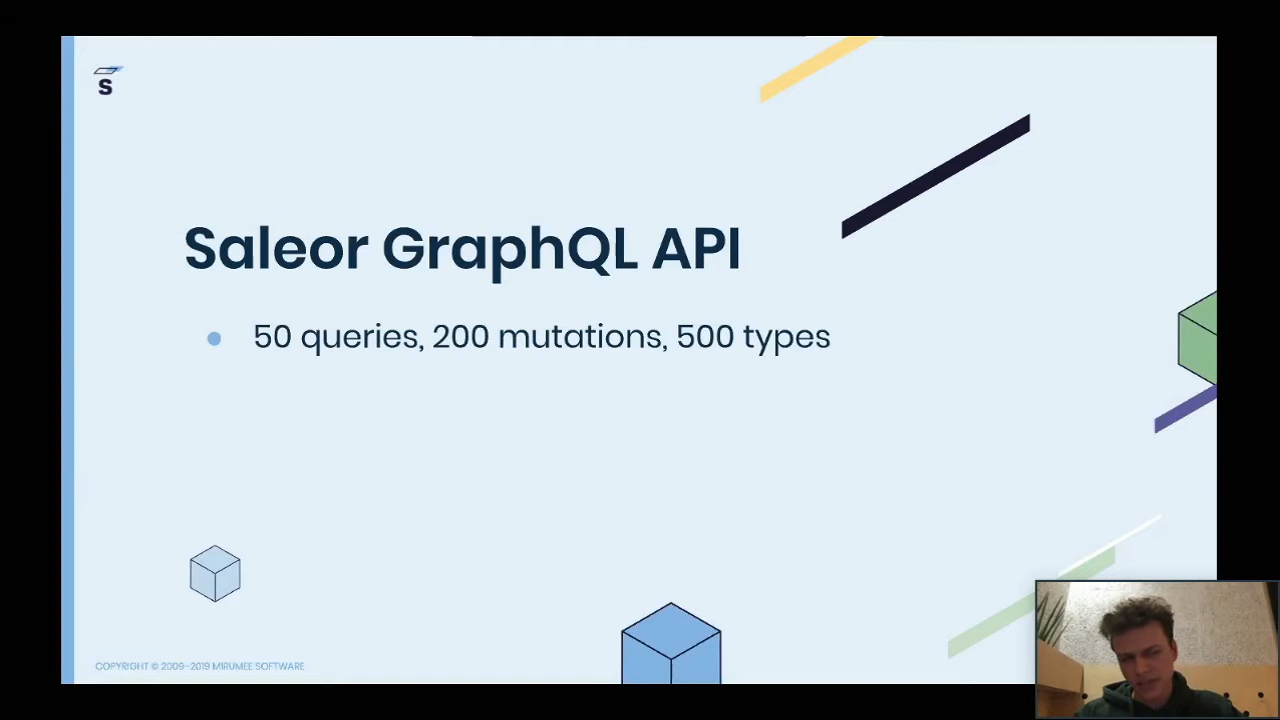 S
Saleor GraphQL API
50 queries, 200 mutations, 500 types
COPYRIGHT © 2009–2019 MIRUMEE SOFTWARE